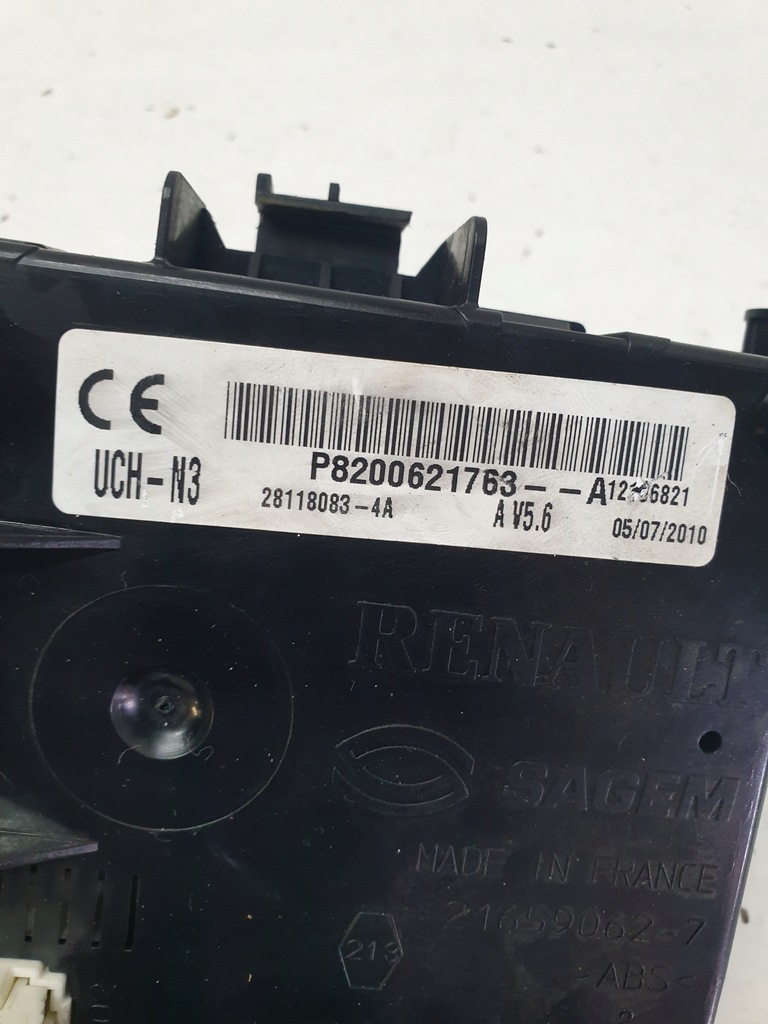 CE
P8200621763--A
UCH-N3
28118083-4A
A V5.6
05/07/2010
RENAULT
SAGEM
MADE IN FRANCE
21659062-7
213
>ABS<